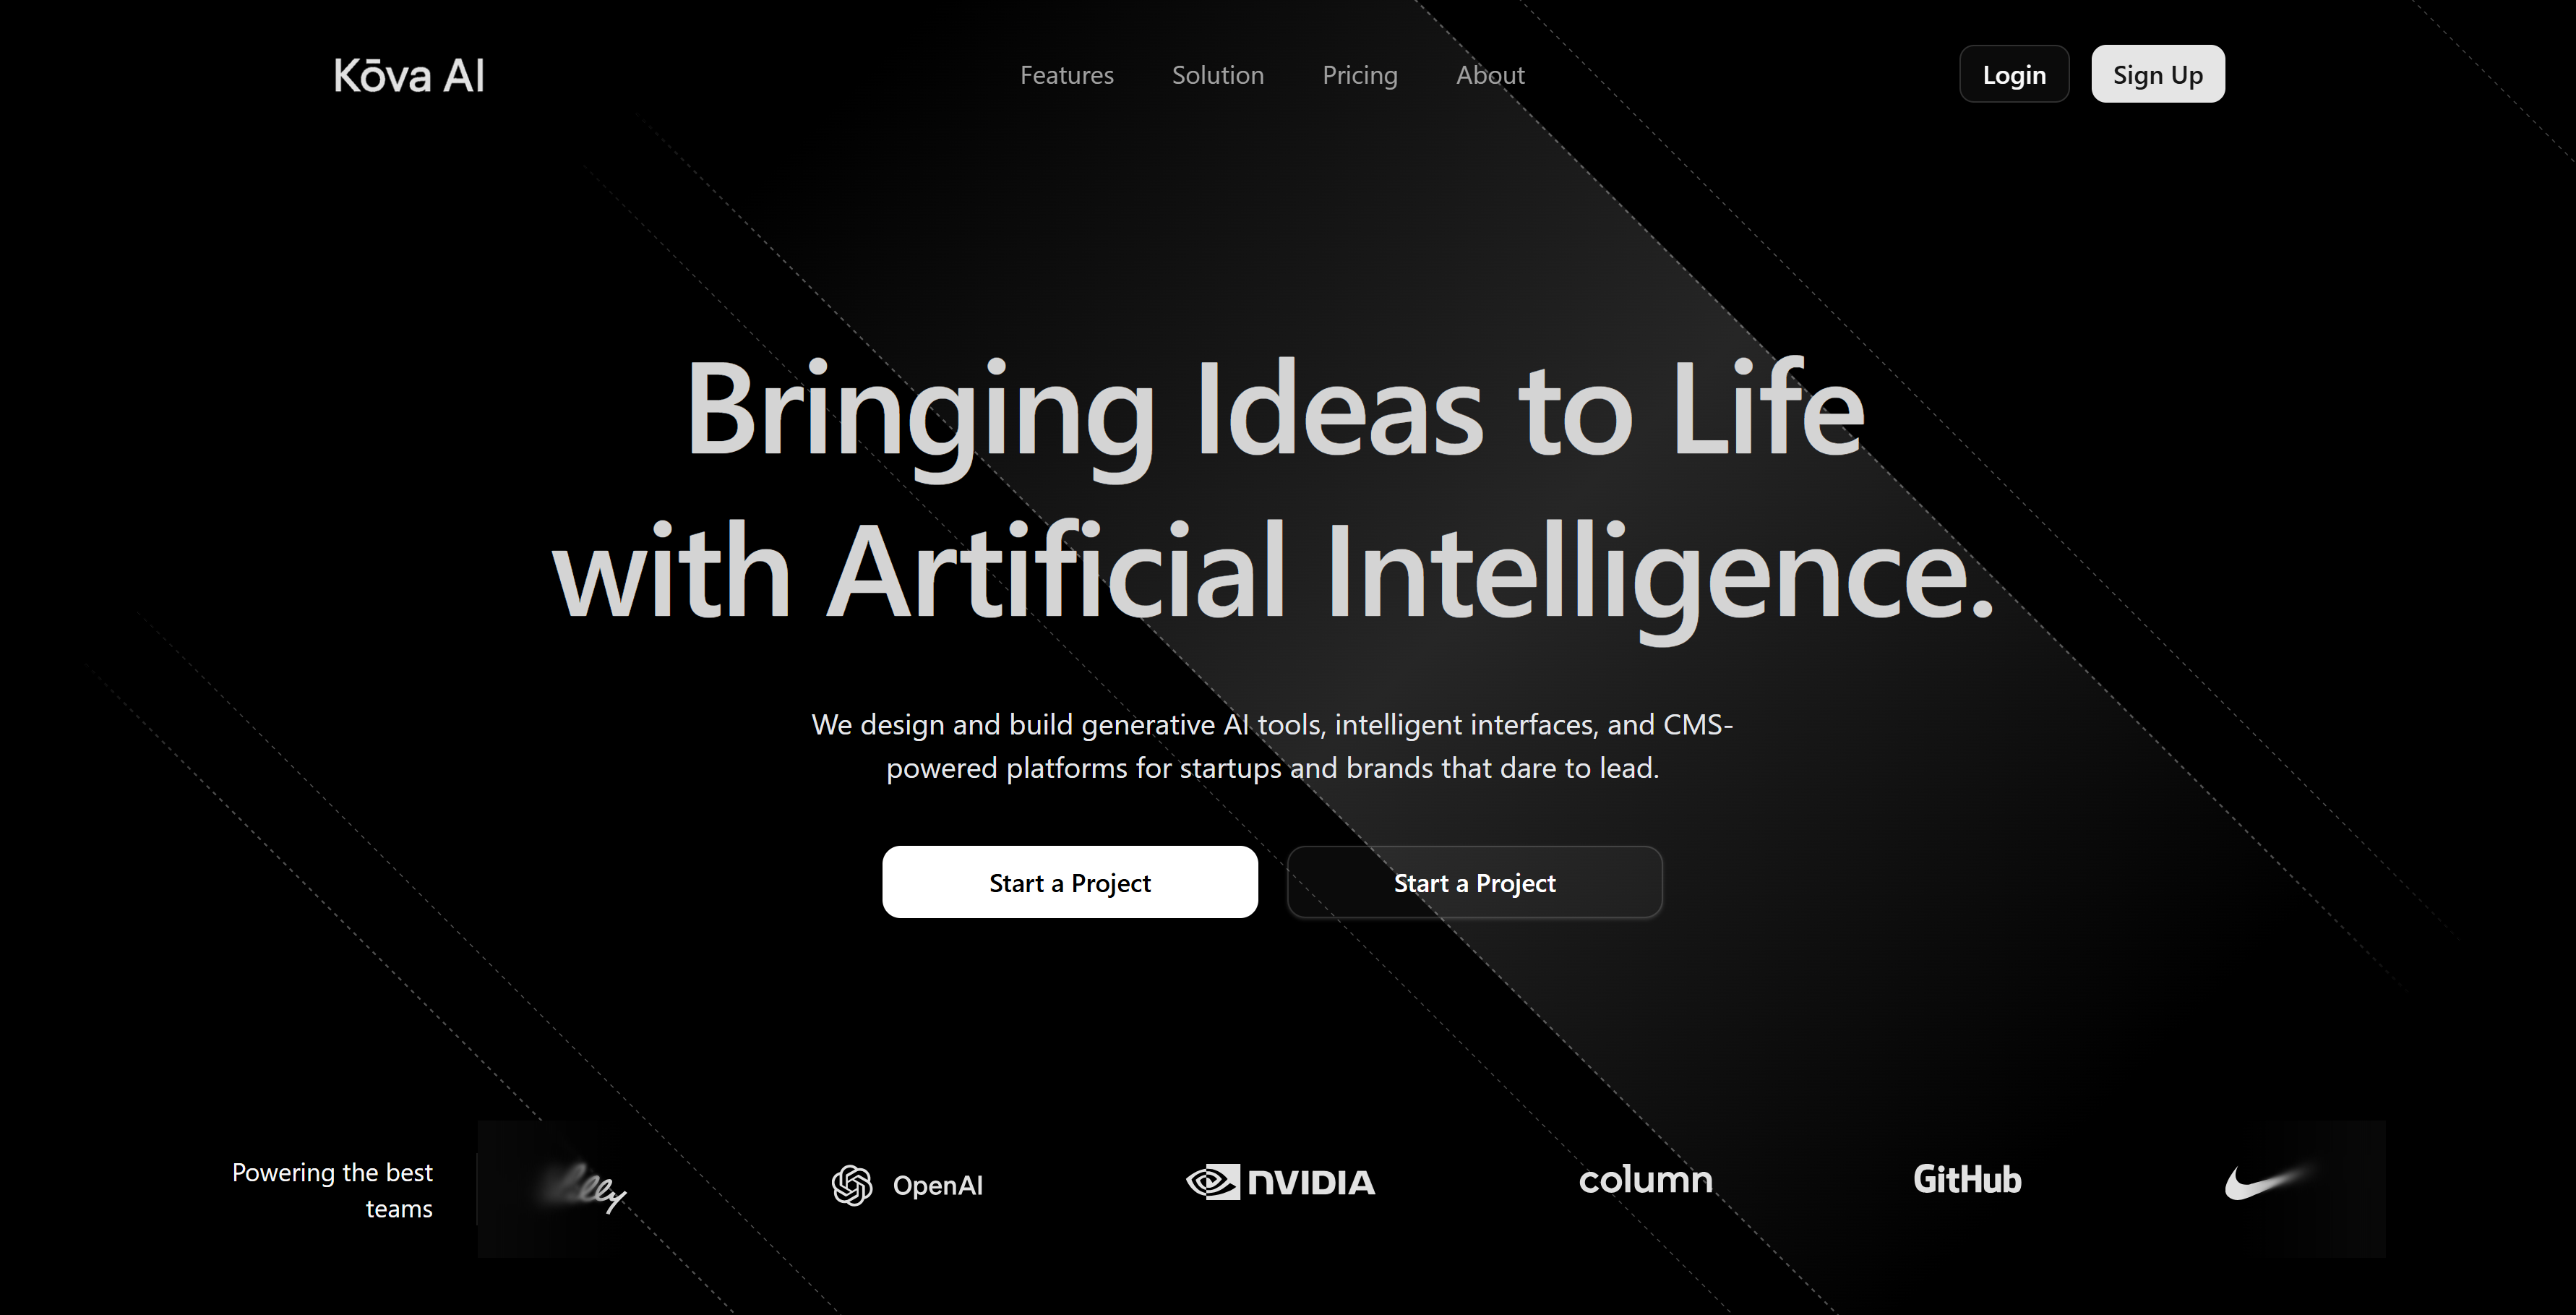 Kōva AI
Features
Solution
Pricing
About
Login
Sign Up
Bringing Ideas to Life
with Artificial Intelligence.
We design and build generative AI tools, intelligent interfaces, and CMS-
powered platforms for startups and brands that dare to lead.
Start a Project
Start a Project
Powering the best
teams
Lilly
OpenAI
NVIDIA
column
GitHub